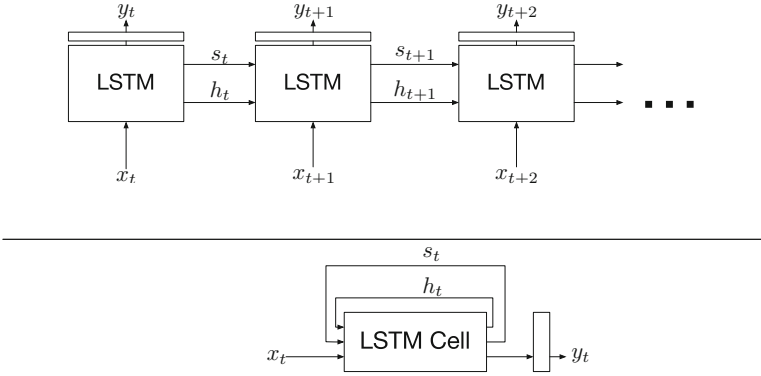 y_t y_{t+1} y_{t+2}
s_t s_{t+1}
LSTM LSTM LSTM
h_t h_{t+1}
x_t x_{t+1} x_{t+2}
s_t
h_t
LSTM Cell
x_t y_t